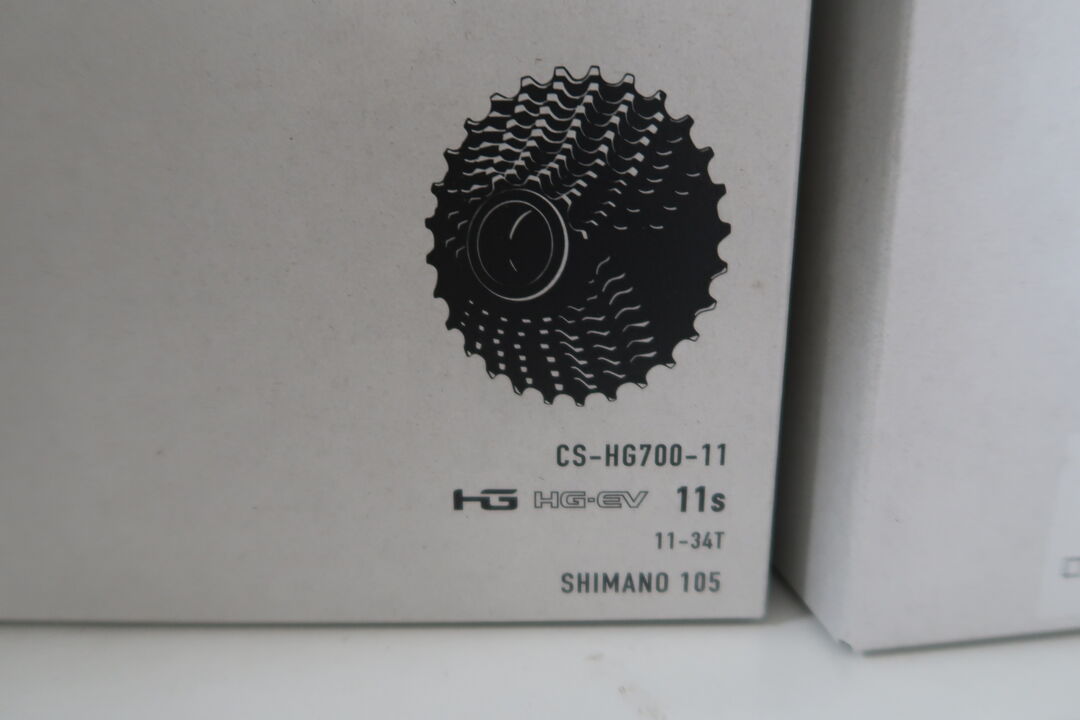 CS-HG700-11
HG HG-EV 11s
11-34T
SHIMANO 105